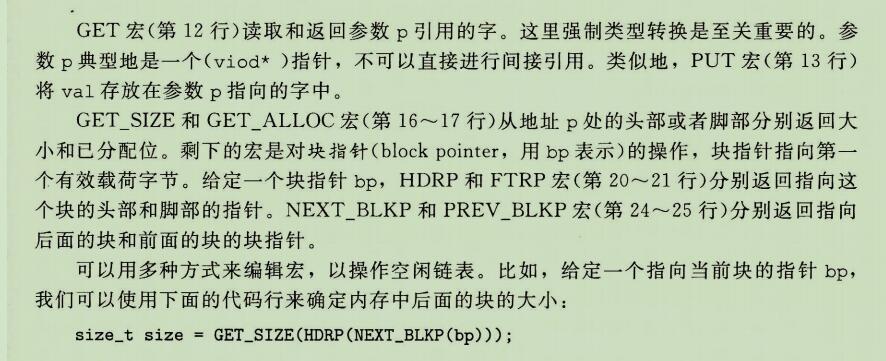 GET 宏(第 12 行)读取和返回参数 p 引用的字。这里强制类型转换是至关重要的。参
数 p 典型地是一个(viod* )指针，不可以直接进行间接引用。类似地，PUT 宏(第 13 行)
将 val 存放在参数 p 指向的字中。
GET_SIZE 和 GET_ALLOC 宏(第 16～17 行)从地址 p 处的头部或者脚部分别返回大
小和已分配位。剩下的宏是对块指针(block pointer，用 bp 表示)的操作，块指针指向第一
个有效载荷字节。给定一个块指针 bp，HDRP 和 FTRP 宏(第 20～21 行)分别返回指向这
个块的头部和脚部的指针。NEXT_BLKP 和 PREV_BLKP 宏(第 24～25 行)分别返回指向
后面的块和前面的块的块指针。
可以用多种方式来编辑宏，以操作空闲链表。比如，给定一个指向当前块的指针 bp，
我们可以使用下面的代码行来确定内存中后面的块的大小：
size_t size = GET_SIZE(HDRP(NEXT_BLKP(bp)));